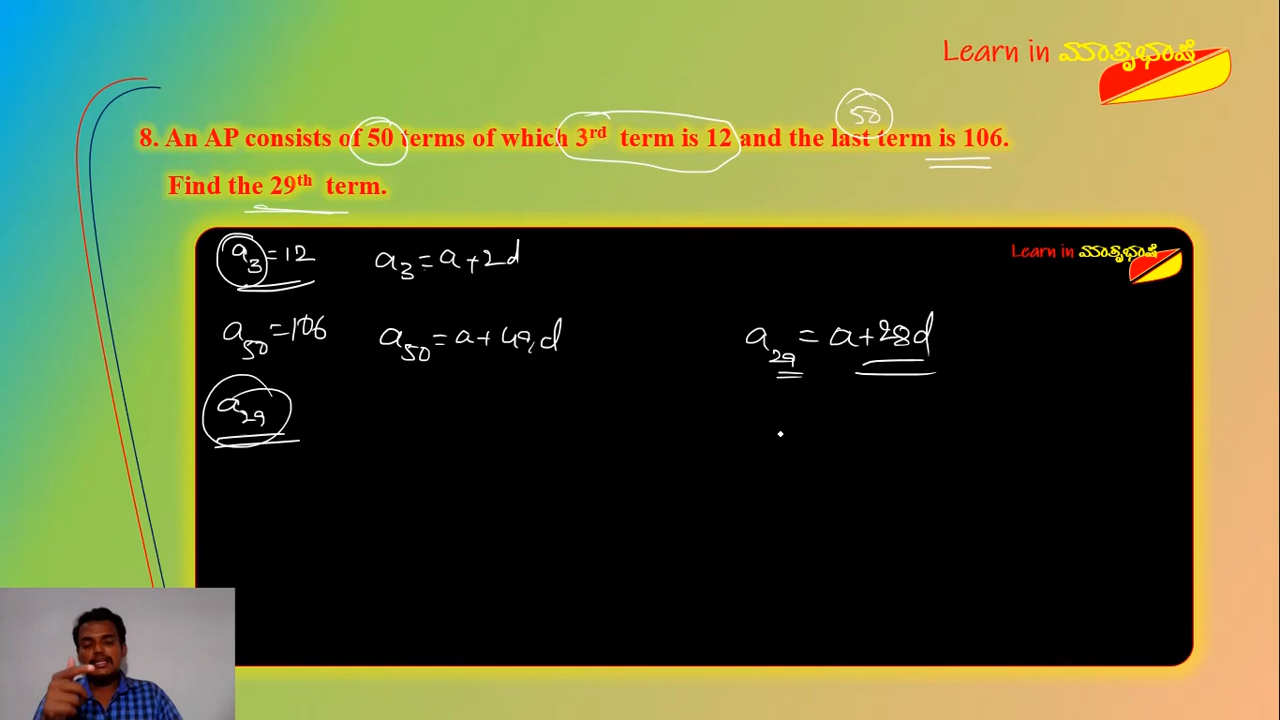 Learn in ಮಾತೃಭಾಷೆ
50
8. An AP consists of 50 terms of which 3rd term is 12 and the last term is 106.
Find the 29th term.
Learn in ಮಾತೃಭಾಷೆ
a3=12 a3=a+2d
a50=106 a50=a+49d a29=a+28d
a29